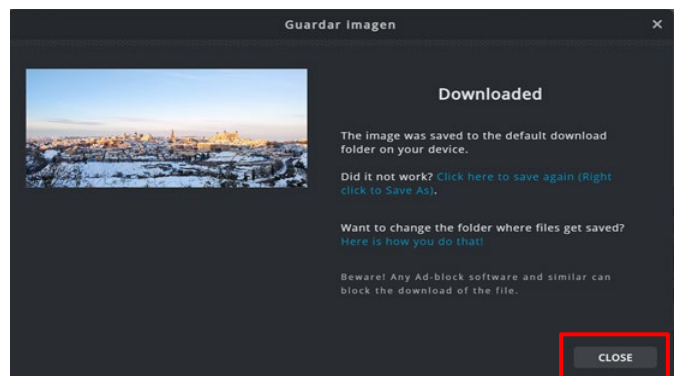 Guardar imagen ×
Downloaded
The image was saved to the default download
folder on your device.
Did it not work? Click here to save again (Right
click to Save As).
Want to change the folder where files get saved?
Here is how you do that!
Beware! Any Ad-block software and similar can
block the download of the file.
CLOSE